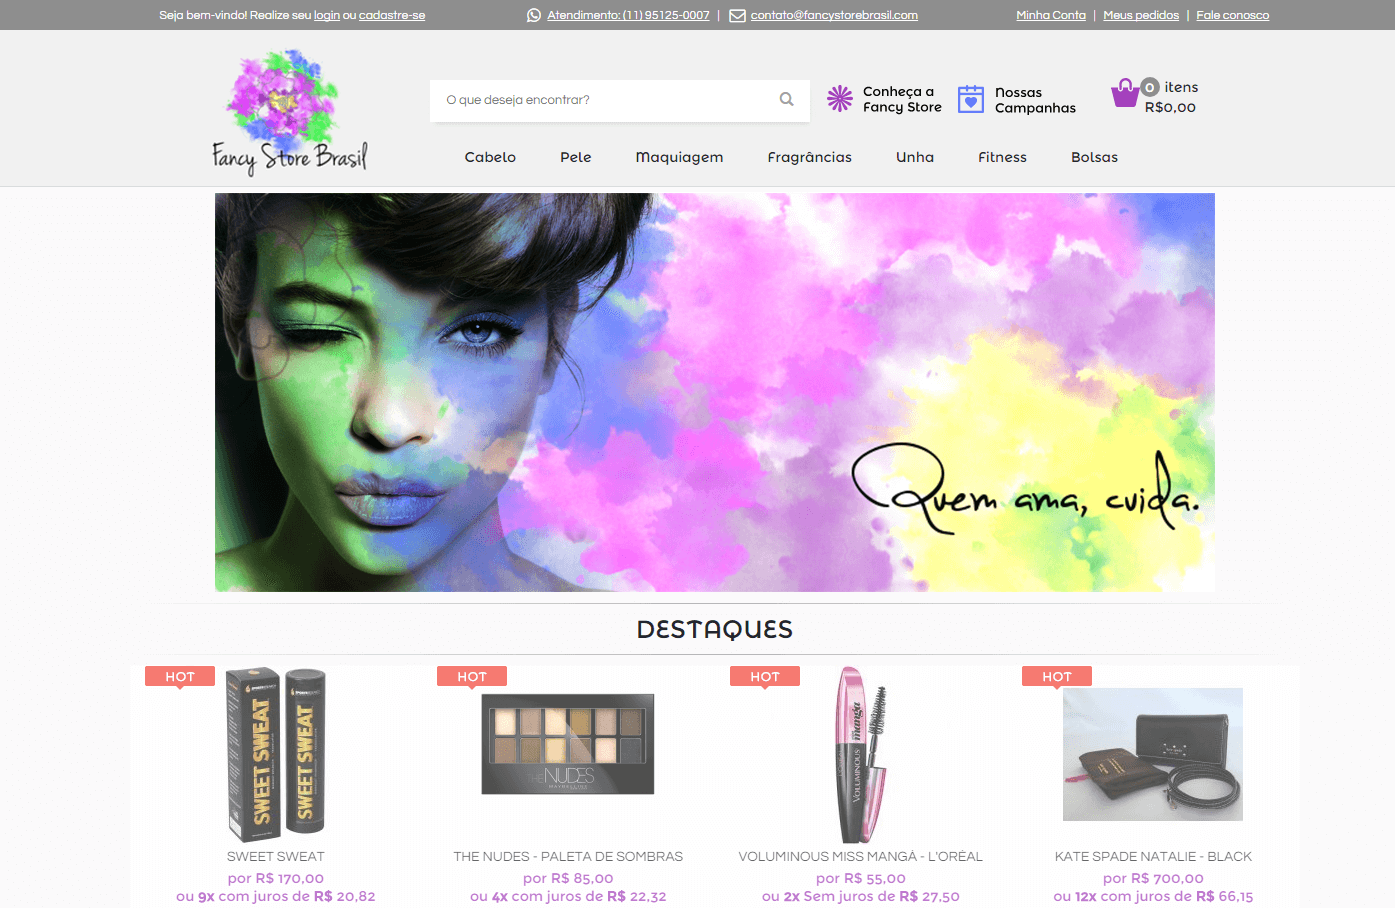 Seja bem-vindo! Realize seu login ou cadastre-se
Atendimento: (11) 95125-0007 | contato@fancystorebrasil.com
Minha Conta | Meus pedidos | Fale conosco
Fancy Store Brasil
O que deseja encontrar?
Conheça a
Fancy Store
Nossas
Campanhas
0 itens
R$0,00
Cabelo Pele Maquiagem Fragrâncias Unha Fitness Bolsas
Quem ama, cuida.
DESTAQUES
HOT
SWEET SWEAT
SWEET SWEAT
SWEET SWEAT
por R$ 170,00
ou 9x com juros de R$ 20,82
HOT
THE NUDES
MAYBELLINE
THE NUDES - PALETA DE SOMBRAS
por R$ 85,00
ou 4x com juros de R$ 22,32
HOT
manga
VOLUMINOUS
VOLUMINOUS MISS MANGÁ - L'ORÉAL
por R$ 55,00
ou 2x Sem juros de R$ 27,50
HOT
KATE SPADE NATALIE - BLACK
por R$ 700,00
ou 12x com juros de R$ 66,15